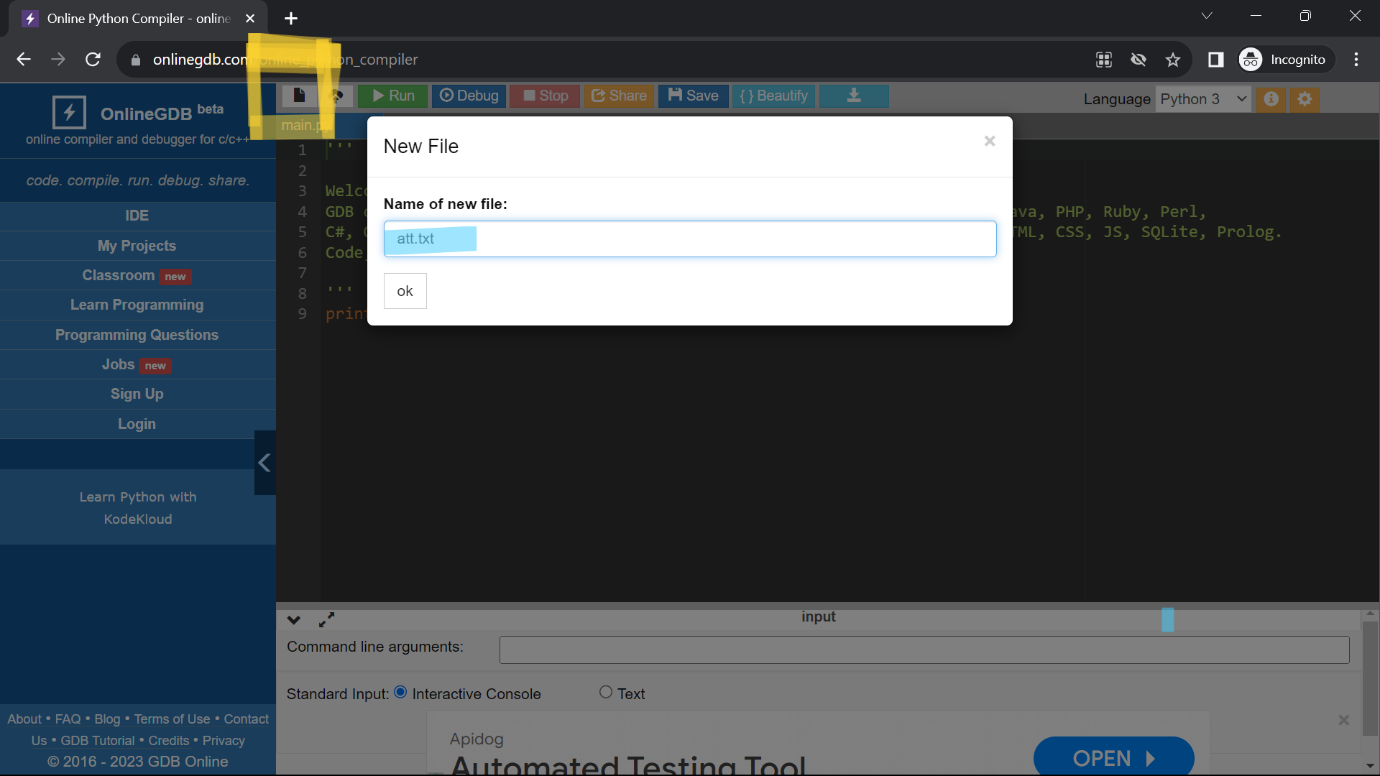 Online Python Compiler - online
onlinegdb.com
on_compiler
Incognito
OnlineGDB beta
online compiler and debugger for c/c++
code. compile. run. debug. share.
IDE
My Projects
Classroom new
Learn Programming
Programming Questions
Jobs new
Sign Up
Login
Learn Python with
KodeKloud
About • FAQ • Blog • Terms of Use • Contact
Us • GDB Tutorial • Credits • Privacy
© 2016 - 2023 GDB Online
Run Debug Stop Share Save {} Beautify
Language Python 3
main.py
New File ×
Name of new file:
att.txt
ok
1 '''
2
3 Welc
4 GDB ava, PHP, Ruby, Perl,
5 C#, TML, CSS, JS, SQLite, Prolog.
6 Code
7
8 '''
9 prin
input
Command line arguments:
Standard Input: Interactive Console Text
Apidog
Automated Testing Tool
OPEN